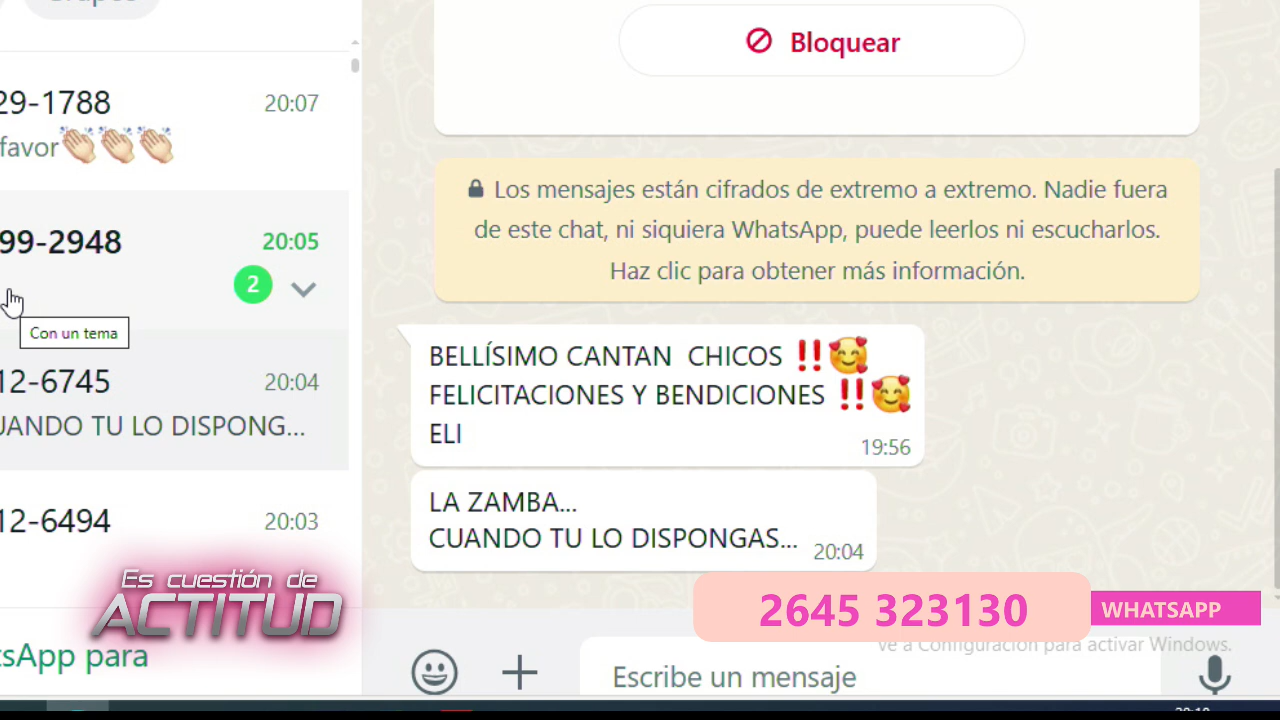 29-1788
20:07
favor👏👏👏
99-2948
20:05
2
Con un tema
12-6745
20:04
UANDO TU LO DISPONG...
12-6494
20:03
Es cuestión de
ACTITUD
tsApp para
Bloquear
Los mensajes están cifrados de extremo a extremo. Nadie fuera
de este chat, ni siquiera WhatsApp, puede leerlos ni escucharlos.
Haz clic para obtener más información.
BELLÍSIMO CANTAN CHICOS ‼️🥰
FELICITACIONES Y BENDICIONES ‼️🥰
ELI
19:56
LA ZAMBA...
CUANDO TU LO DISPONGAS...
20:04
2645 323130
WHATSAPP
Ve a Configuración para activar Windows.
Escribe un mensaje